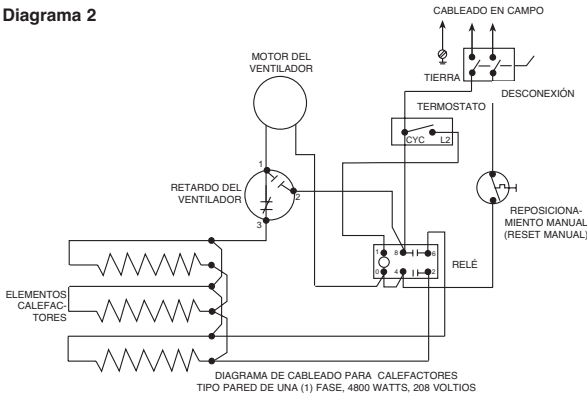 Diagrama 2
CABLEADO EN CAMPO
MOTOR DEL
VENTILADOR
TIERRA
DESCONEXIÓN
TERMOSTATO
CYC L2
RETARDO DEL
VENTILADOR
1
2
3
REPOSICIONA-
MIENTO MANUAL
(RESET MANUAL)
1 8 6
0 4 2
RELÉ
ELEMENTOS
CALEFAC-
TORES
DIAGRAMA DE CABLEADO PARA CALEFACTORES
TIPO PARED DE UNA (1) FASE, 4800 WATTS, 208 VOLTIOS